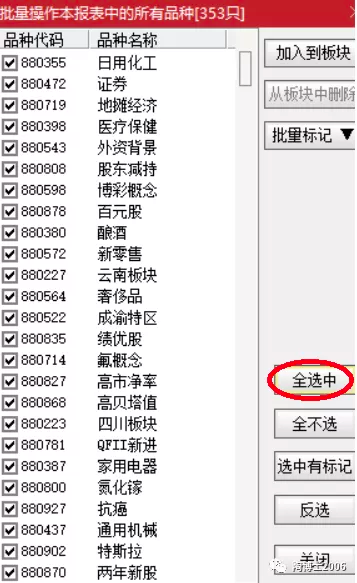 批量操作本报表中的所有品种[353只]
品种代码 品种名称
880355 日用化工
880472 证券
880719 地摊经济
880398 医疗保健
880543 外资背景
880808 股东减持
880598 博彩概念
880878 百元股
880380 酿酒
880572 新零售
880227 云南板块
880564 奢侈品
880522 成渝特区
880835 绩优股
880714 氟概念
880827 高市净率
880868 高贝塔值
880223 四川板块
880781 QFII新进
880387 家用电器
880800 氮化镓
880927 抗癌
880437 通用机械
880902 特斯拉
880870 两年新股
加入到板块
从板块中删除
批量标记
全选中
全不选
选中有标记
反选
关闭
2006